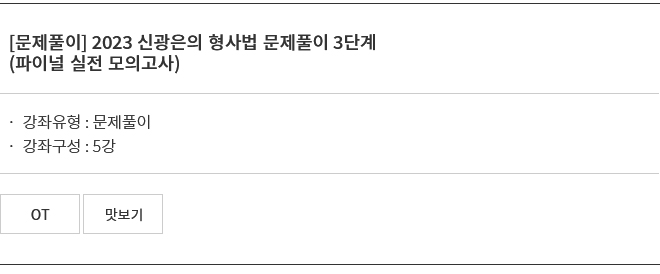 [문제풀이] 2023 신광은의 형사법 문제풀이 3단계
(파이널 실전 모의고사)
· 강좌유형 : 문제풀이
· 강좌구성 : 5강
OT 맛보기